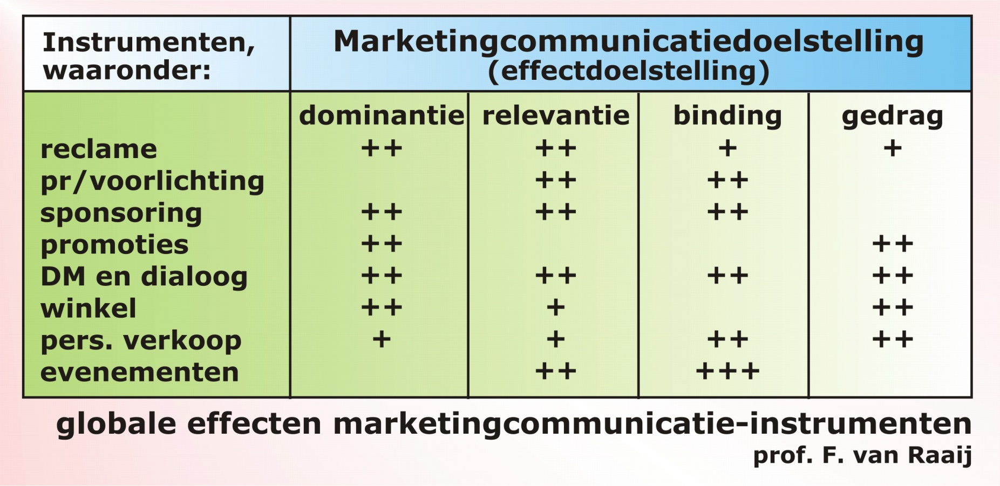 Instrumenten,
waaronder:
Marketingcommunicatiedoelstelling
(effectdoelstelling)
dominantie relevantie binding gedrag
reclame ++ ++ + +
pr/voorlichting ++ ++
sponsoring ++ ++ ++
promoties ++ ++
DM en dialoog ++ ++ ++ ++
winkel ++ + ++
pers. verkoop + + ++ ++
evenementen ++ +++
globale effecten marketingcommunicatie-instrumenten
prof. F. van Raaij